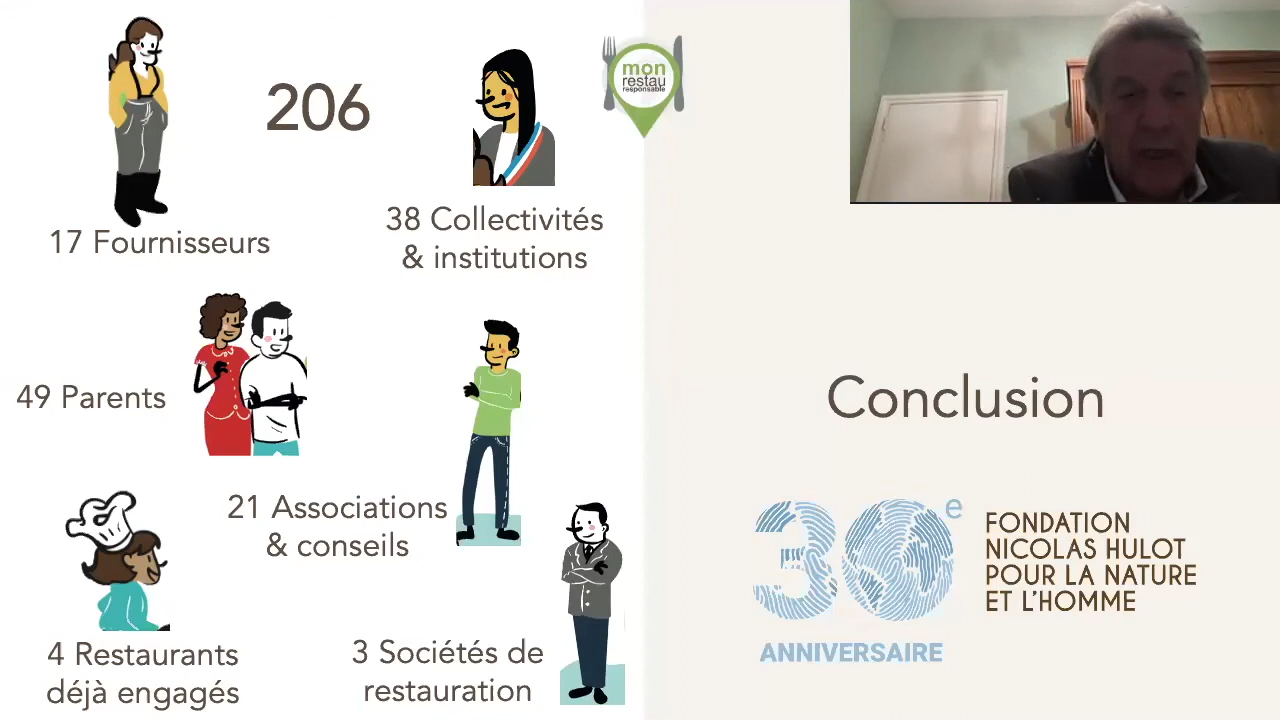 206
mon
restau
responsable
17 Fournisseurs
38 Collectivités
& institutions
49 Parents
21 Associations
& conseils
4 Restaurants
déjà engagés
3 Sociétés de
restauration
Conclusion
30e
ANNIVERSAIRE
FONDATION
NICOLAS HULOT
POUR LA NATURE
ET L'HOMME